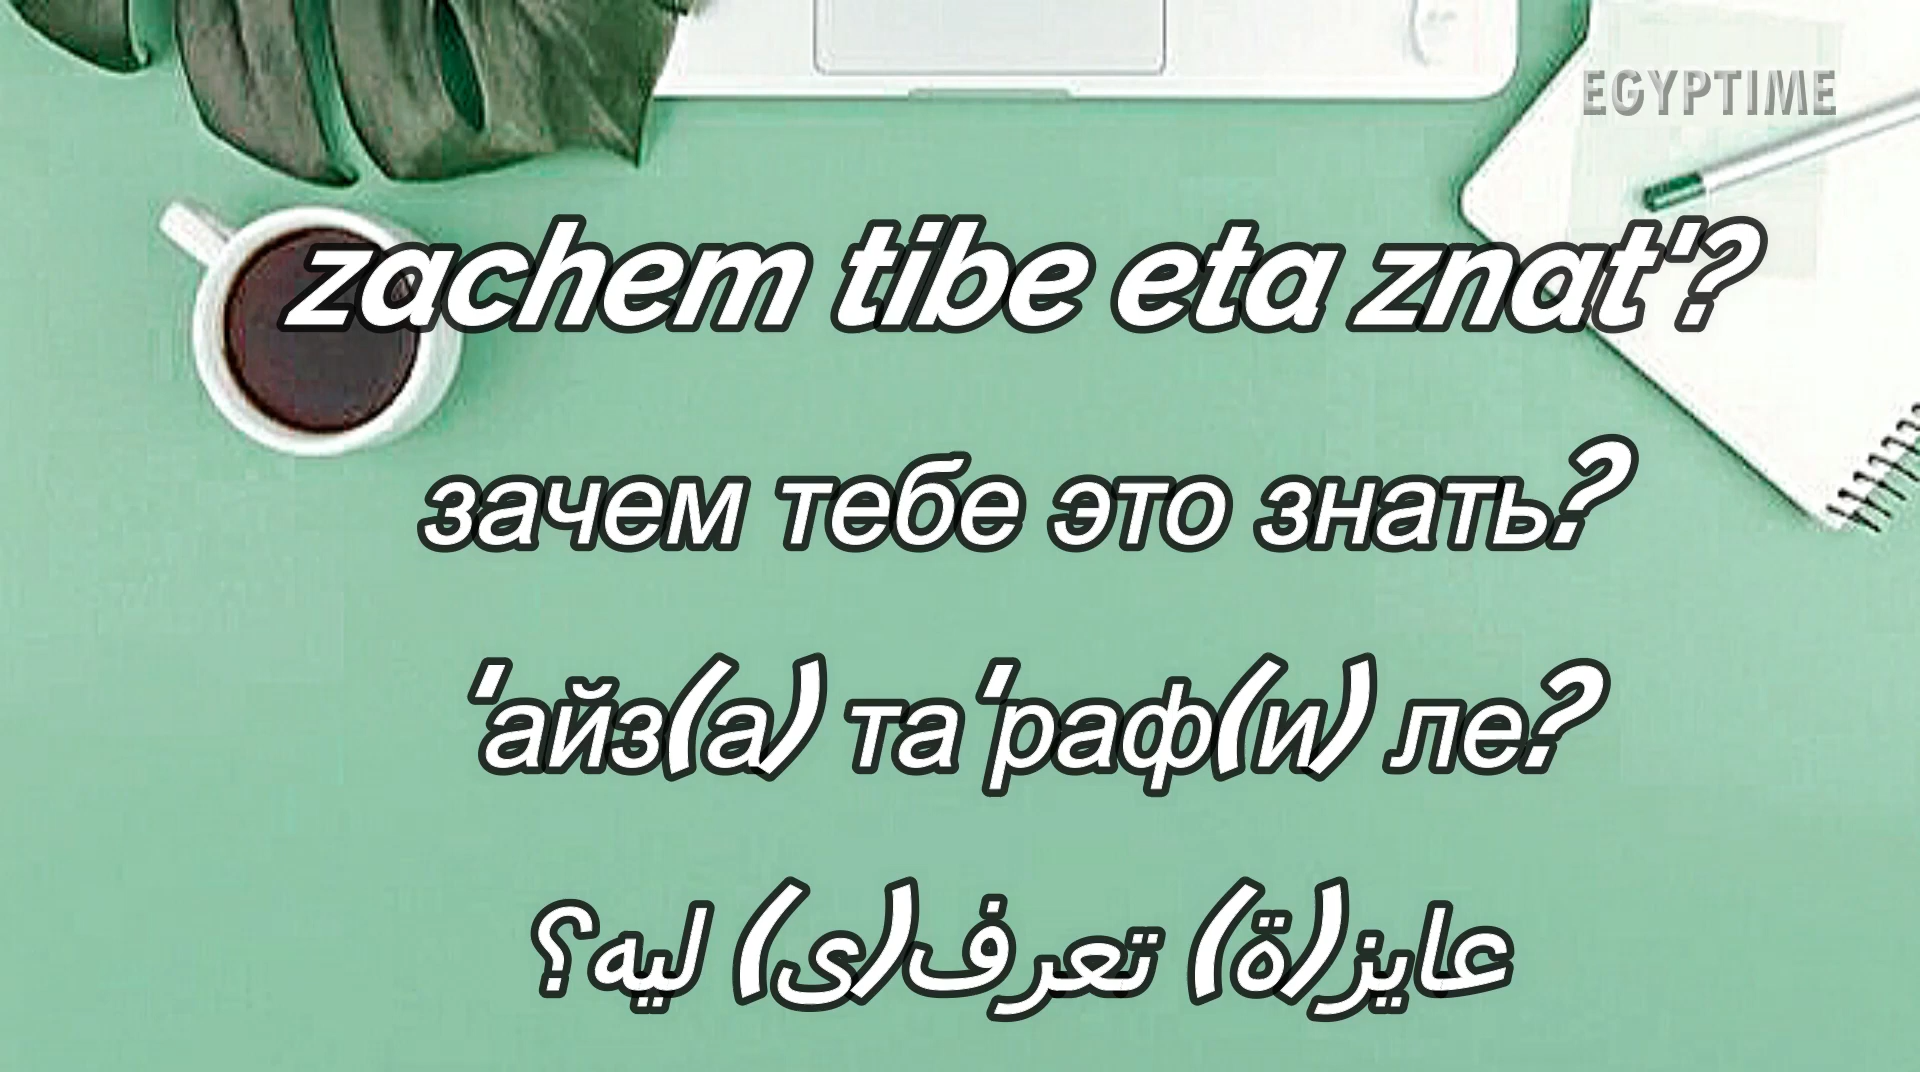 EGYPTIME
zachem tibe eta znat'?
зачем тебе это знать?
'айз(а) та'раф(и) ле?
عايز(ة) تعرف(ى) ليه؟